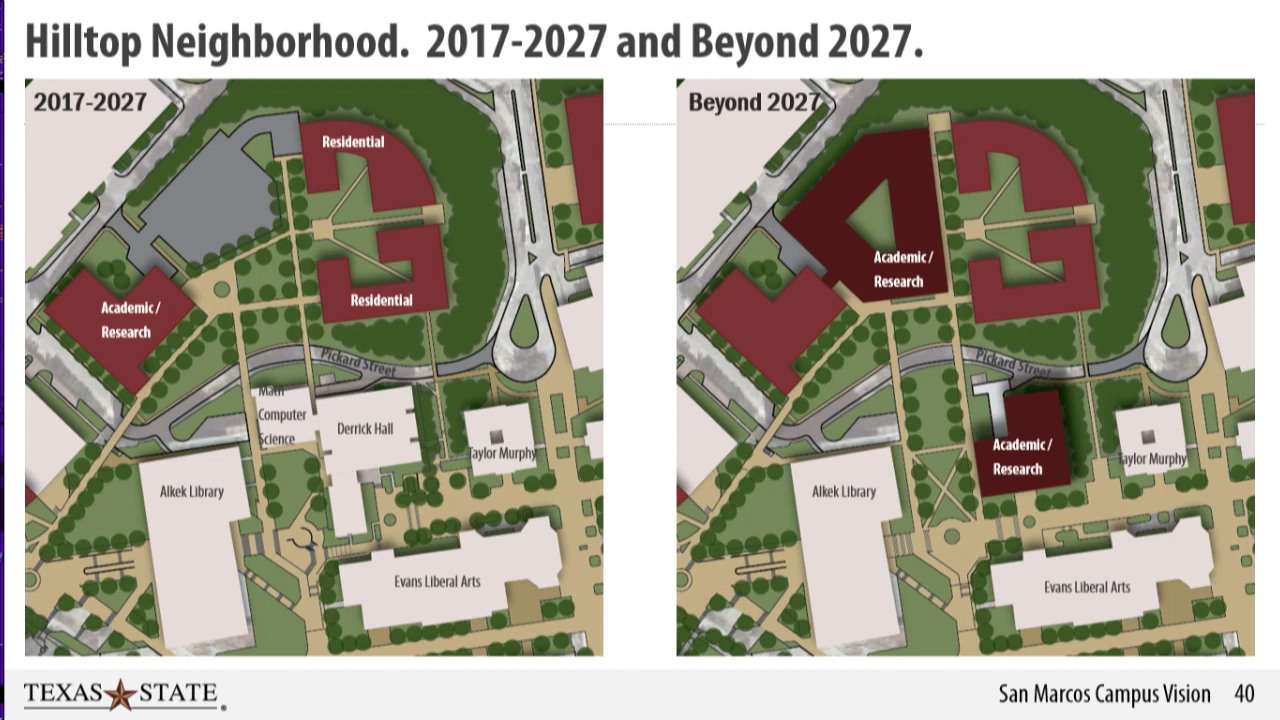 Hilltop Neighborhood. 2017-2027 and Beyond 2027.
2017-2027
Residential
Academic /
Research
Residential
Pickard Street
Math
Computer
Science
Derrick Hall
Taylor Murphy
Alkek Library
Evans Liberal Arts
Beyond 2027
Academic /
Research
Pickard Street
Academic /
Research
Taylor Murphy
Alkek Library
Evans Liberal Arts
TEXAS STATE
San Marcos Campus Vision 40